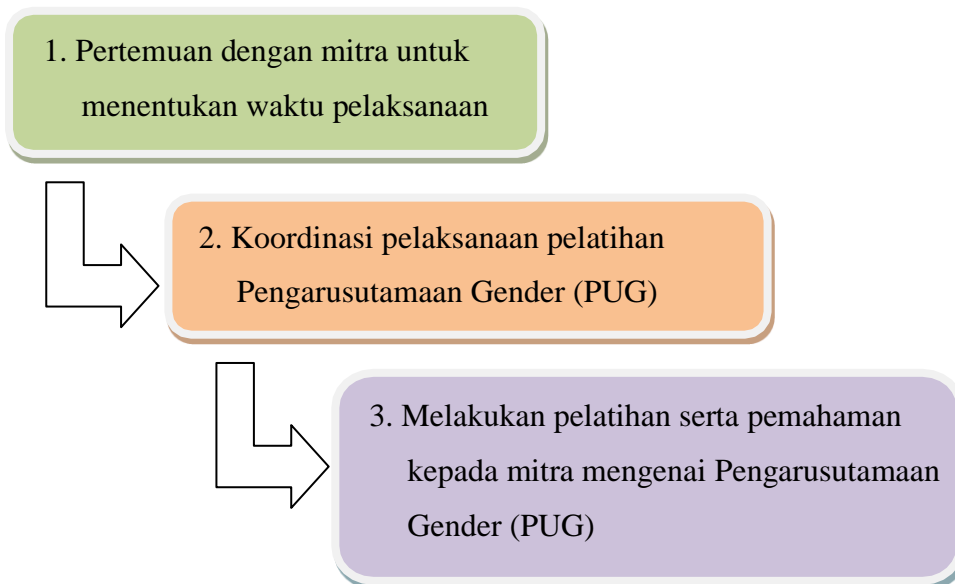 1. Pertemuan dengan mitra untuk
menentukan waktu pelaksanaan
2. Koordinasi pelaksanaan pelatihan
Pengarusutamaan Gender (PUG)
3. Melakukan pelatihan serta pemahaman
kepada mitra mengenai Pengarusutamaan
Gender (PUG)